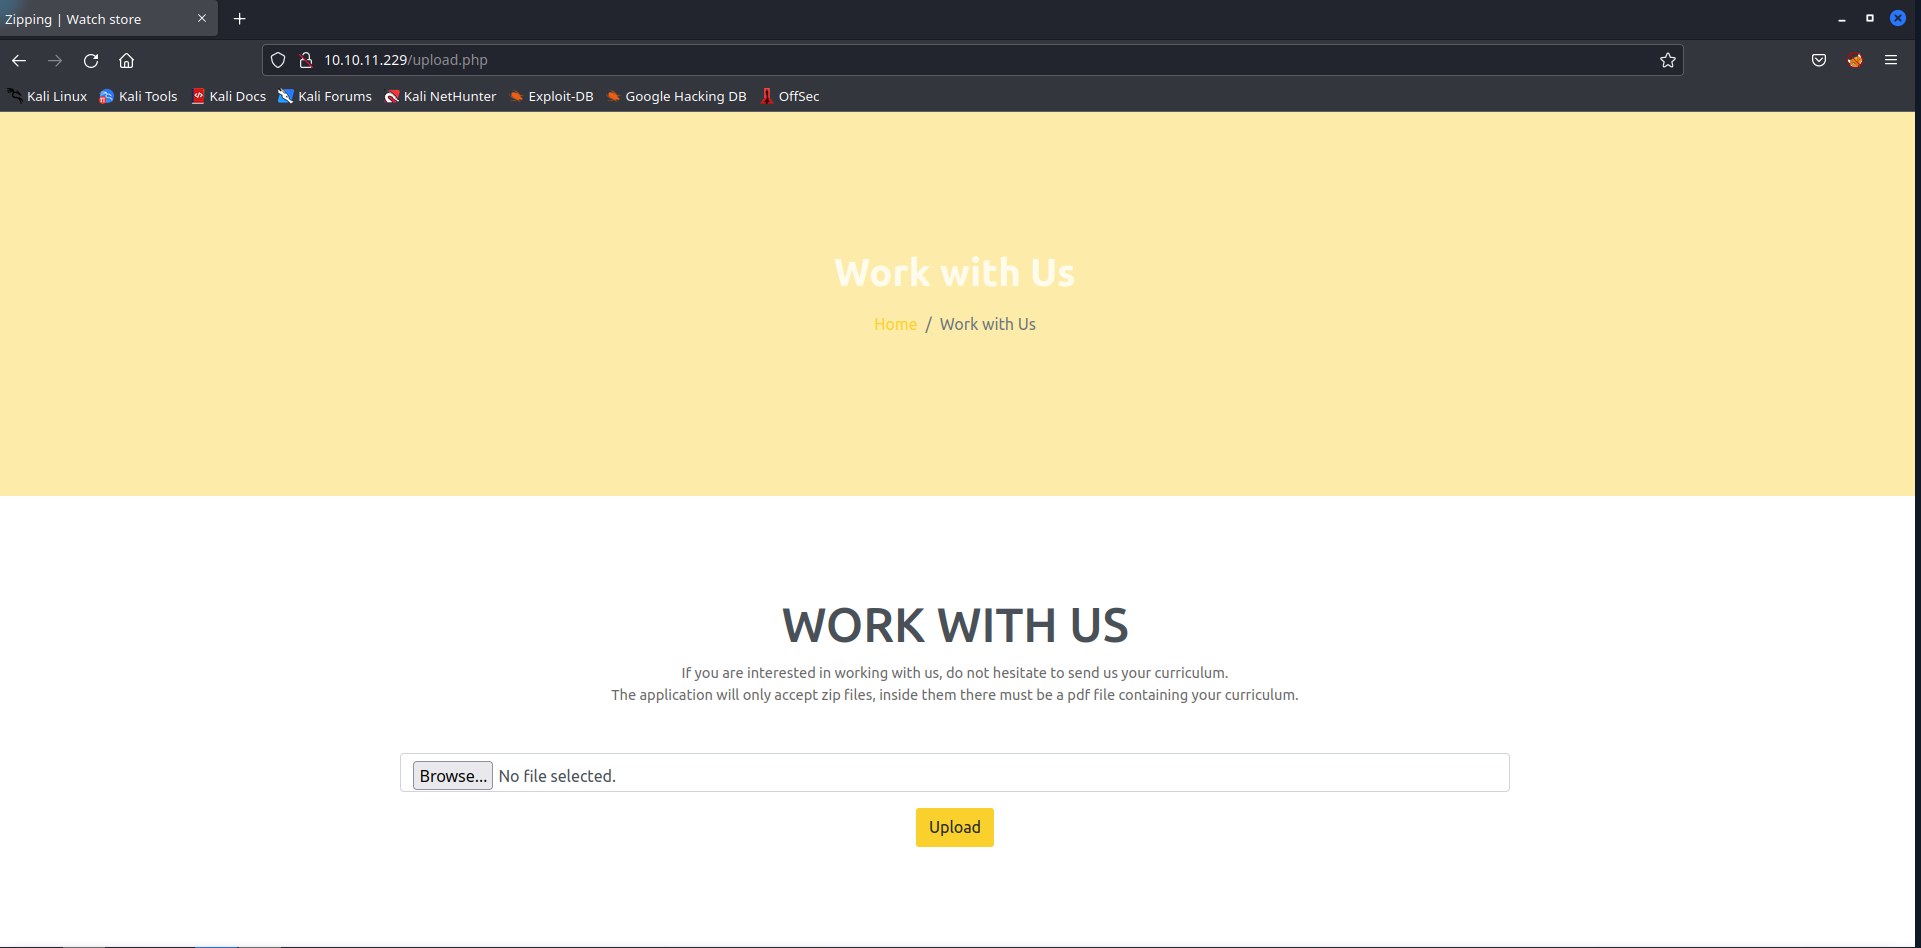 Zipping | Watch store
10.10.11.229/upload.php
Kali Linux Kali Tools Kali Docs Kali Forums Kali NetHunter Exploit-DB Google Hacking DB OffSec
Work with Us
Home / Work with Us
WORK WITH US
If you are interested in working with us, do not hesitate to send us your curriculum.
The application will only accept zip files, inside them there must be a pdf file containing your curriculum.
Browse... No file selected.
Upload